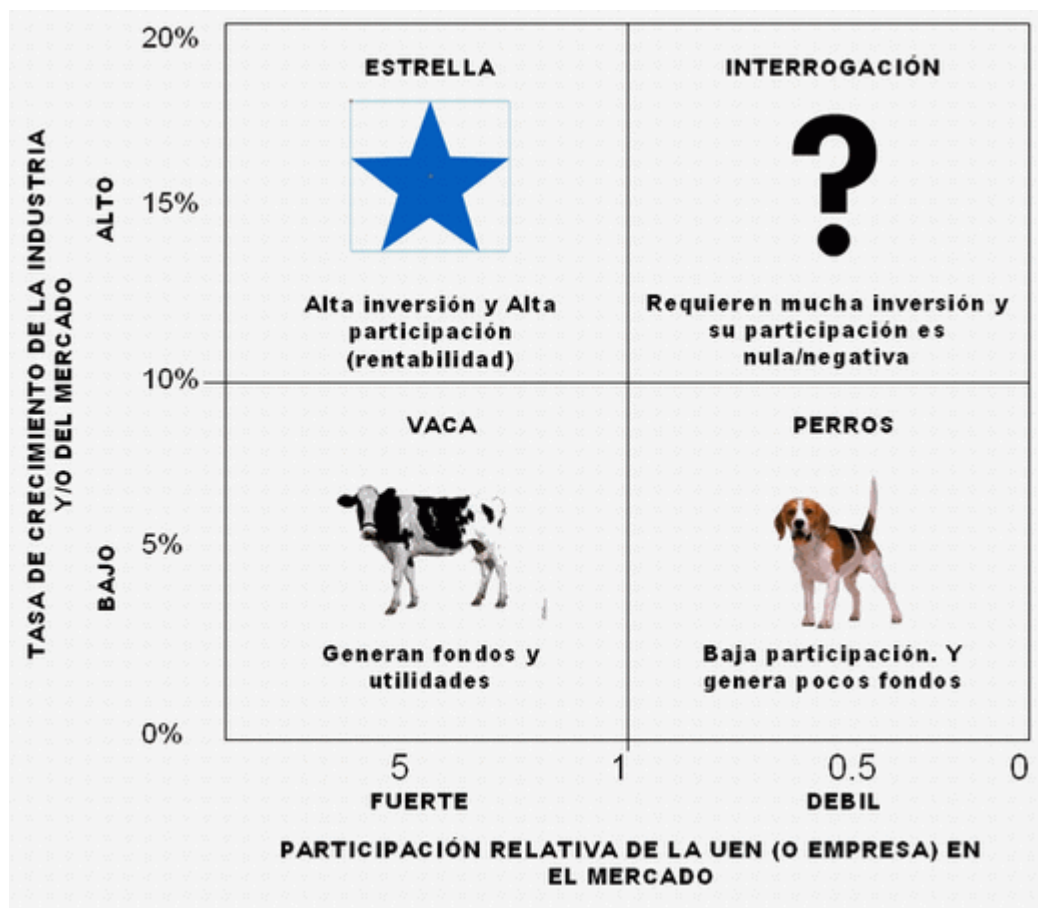 TASA DE CRECIMIENTO DE LA INDUSTRIA
Y/O DEL MERCADO
ALTO
BAJO
20%
15%
10%
5%
0%
ESTRELLA
Alta inversión y Alta
participación
(rentabilidad)
INTERROGACIÓN
?
Requieren mucha inversión y
su participación es
nula/negativa
VACA
Generan fondos y
utilidades
PERROS
Baja participación. Y
genera pocos fondos
5
1
0.5
0
FUERTE
DEBIL
PARTICIPACIÓN RELATIVA DE LA UEN (O EMPRESA) EN
EL MERCADO